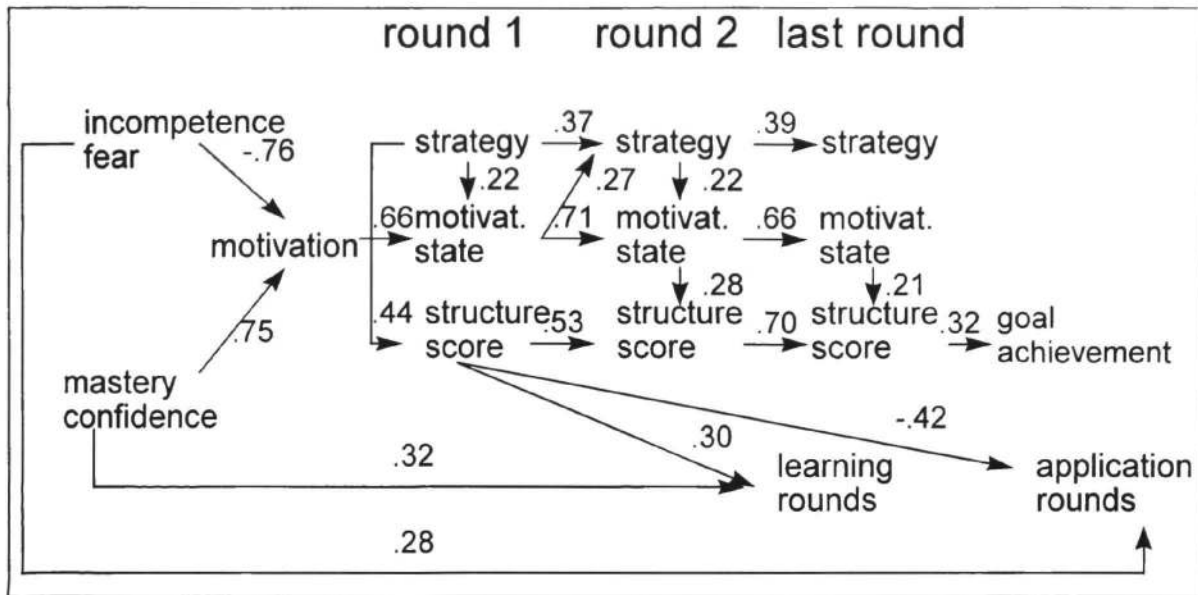 round 1 round 2 last round
incompetence
fear
-.76
strategy .37 strategy .39 strategy
.22 .27 .22
motivation .66 motivat. .71 motivat. .66 motivat.
state state state
.28 .21
.75
.44 structure .53 structure .70 structure .32 goal
score score score achievement
mastery
confidence
-.42
.30
.32
learning application
rounds rounds
.28